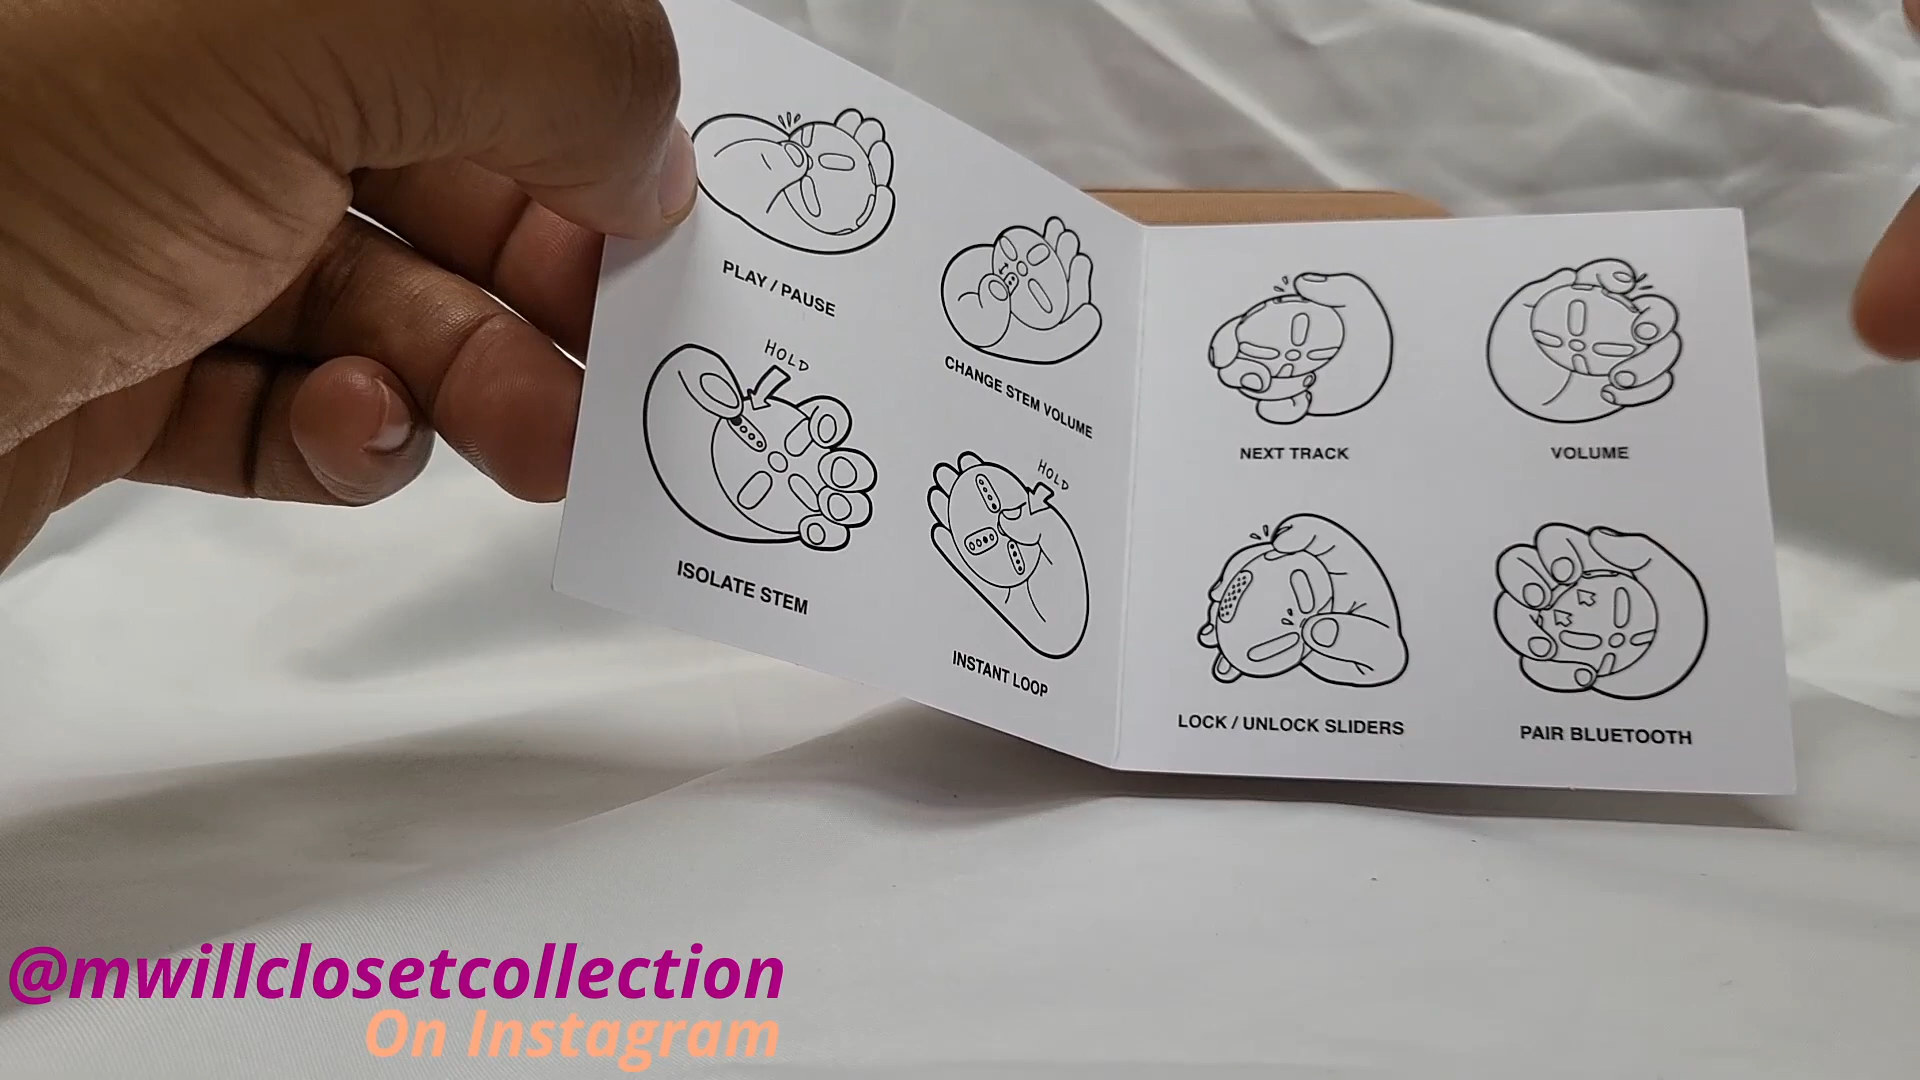 PLAY / PAUSE
CHANGE STEM VOLUME
HOLD
ISOLATE STEM
HOLD
INSTANT LOOP
NEXT TRACK
VOLUME
LOCK / UNLOCK SLIDERS
PAIR BLUETOOTH
@mwillclosetcollection
On Instagram